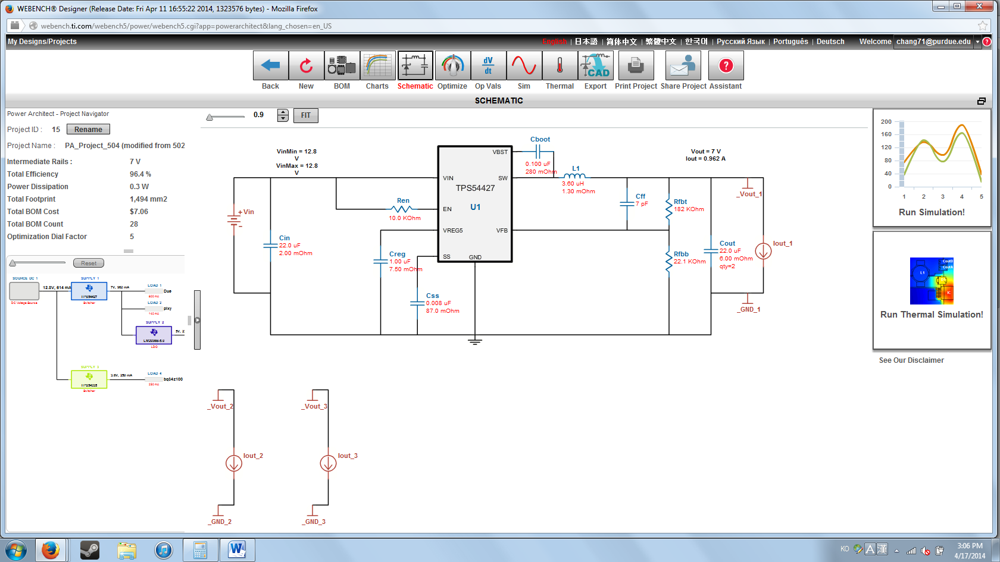 WEBENCH® Designer (Release Date: Fri Apr 11 16:55:22 2014, 1323576 bytes) - Mozilla Firefox
webench.ti.com/webench5/power/webench5.cgi?app=powerarchitect&lang_chosen=en_US
My Designs/Projects
English | 日本語 | 简体中文 | 繁體中文 | 한국어 | Русский Язык | Português | Deutsch Welcome chang71@purdue.edu ?
dV
dt
CAD
?
Back New BOM Charts Schematic Optimize Op Vals Sim Thermal Export Print Project Share Project Assistant
SCHEMATIC
Power Architect - Project Navigator
0.9 FIT
Project ID : 15 Rename
Project Name : PA_Project_504 (modified from 502
Intermediate Rails : 7 V
Total Efficiency 96.4 %
Power Dissipation 0.3 W
Total Footprint 1,494 mm2
Total BOM Cost $7.06
Total BOM Count 28
Optimization Dial Factor 5
Reset
SOURCE DC 1
12.8V, 614 mA
DC Voltage Source
SUPPLY 1
TPS54427
Switcher
7V, 962 mA
LOAD 1
Due
LOAD 2
pixy
SUPPLY 2
LM2936B-5.0
LDO
5V, 2
SUPPLY 3
TPS54335
Switcher
3.6V, 250 mA
LOAD 4
bq34z100
250 mA
VinMin = 12.8
V
VinMax = 12.8
V
+ Vin
-
Cin
22.0 uF
2.00 mOhm
Ren
10.0 KOhm
Creg
1.00 uF
7.50 mOhm
Css
0.008 uF
87.0 mOhm
VIN
EN
VREG5
SS
TPS54427
U1
VBST
SW
VFB
GND
Cboot
0.100 uF
280 mOhm
L1
3.60 uH
1.30 mOhm
Cff
7 pF
Rfbt
182 KOhm
Rfbb
22.1 KOhm
Vout = 7 V
Iout = 0.962 A
Cout
22.0 uF
6.00 mOhm
qty=2
_Vout_1
Iout_1
_GND_1
_Vout_2
Iout_2
_GND_2
_Vout_3
Iout_3
_GND_3
200
160
120
80
40
0
1 2 3 4 5
Run Simulation!
CoutB
CoutA
L1
IC
Run Thermal Simulation!
See Our Disclaimer
W
KO A 漢
3:06 PM
4/17/2014